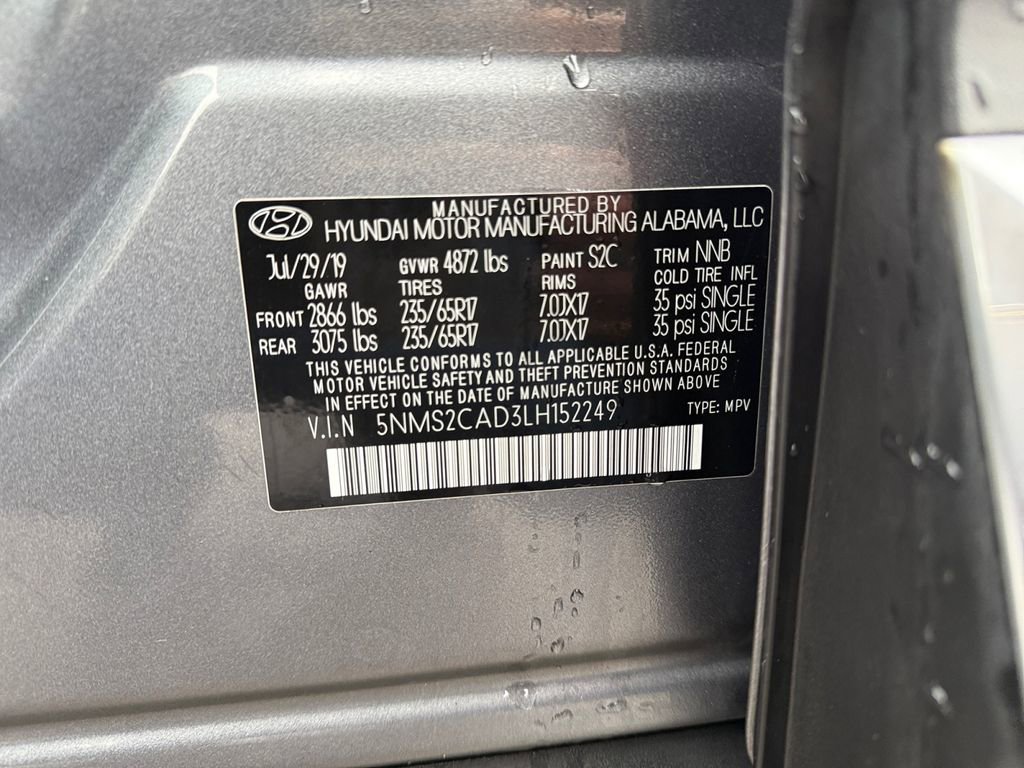 MANUFACTURED BY
HYUNDAI MOTOR MANUFACTURING ALABAMA, LLC
Jul/29/19 GVWR 4872 lbs PAINT S2C TRIM NNB
GAWR TIRES RIMS COLD TIRE INFL
FRONT 2866 lbs 235/65R17 7.0JX17 35 psi SINGLE
REAR 3075 lbs 235/65R17 7.0JX17 35 psi SINGLE
THIS VEHICLE CONFORMS TO ALL APPLICABLE U.S.A. FEDERAL
MOTOR VEHICLE SAFETY AND THEFT PREVENTION STANDARDS
IN EFFECT ON THE DATE OF MANUFACTURE SHOWN ABOVE
V.I.N 5NMS2CAD3LH152249 TYPE: MPV